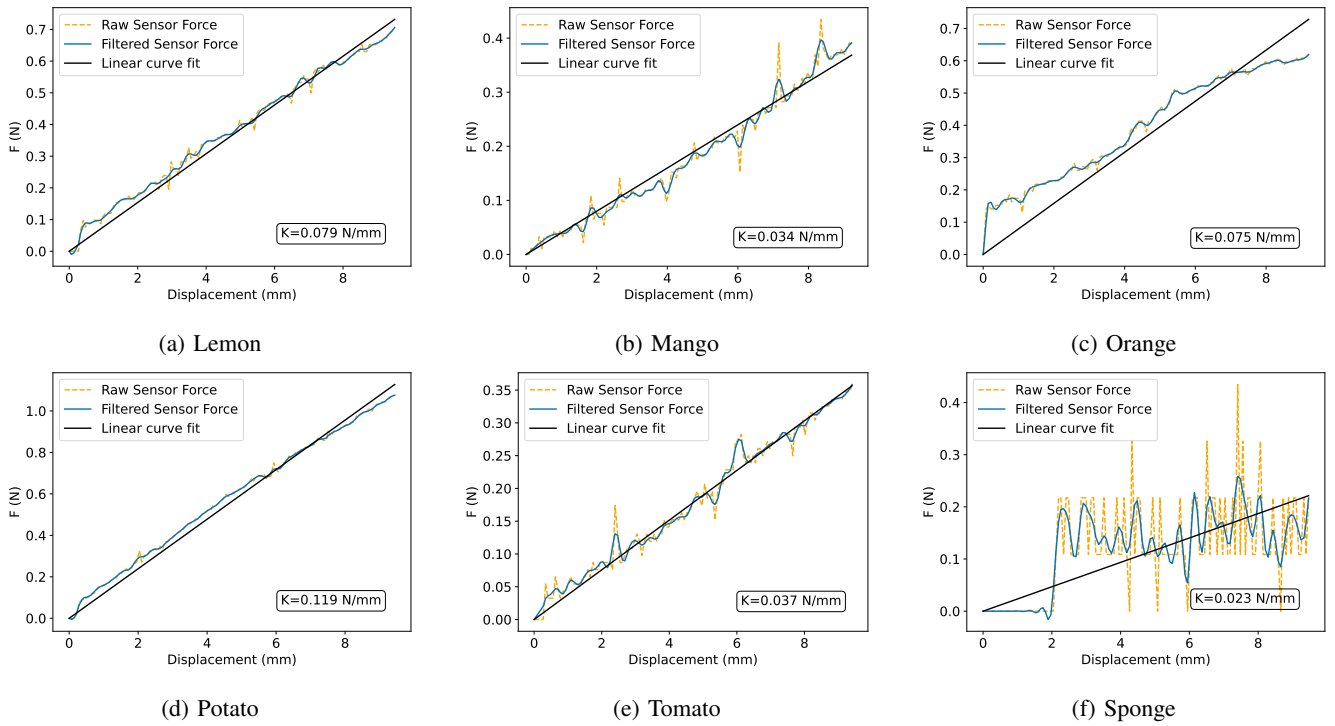 Raw Sensor Force
Filtered Sensor Force
Linear curve fit
K=0.079 N/mm
F (N)
0.7
0.6
0.5
0.4
0.3
0.2
0.1
0.0
0 2 4 6 8
Displacement (mm)
(a) Lemon
Raw Sensor Force
Filtered Sensor Force
Linear curve fit
K=0.034 N/mm
F (N)
0.4
0.3
0.2
0.1
0.0
0 2 4 6 8
Displacement (mm)
(b) Mango
Raw Sensor Force
Filtered Sensor Force
Linear curve fit
K=0.075 N/mm
F (N)
0.7
0.6
0.5
0.4
0.3
0.2
0.1
0.0
0 2 4 6 8
Displacement (mm)
(c) Orange
Raw Sensor Force
Filtered Sensor Force
Linear curve fit
K=0.119 N/mm
F (N)
1.0
0.8
0.6
0.4
0.2
0.0
0 2 4 6 8
Displacement (mm)
(d) Potato
Raw Sensor Force
Filtered Sensor Force
Linear curve fit
K=0.037 N/mm
F (N)
0.35
0.30
0.25
0.20
0.15
0.10
0.05
0.00
0 2 4 6 8
Displacement (mm)
(e) Tomato
Raw Sensor Force
Filtered Sensor Force
Linear curve fit
K=0.023 N/mm
F (N)
0.4
0.3
0.2
0.1
0.0
0 2 4 6 8
Displacement (mm)
(f) Sponge